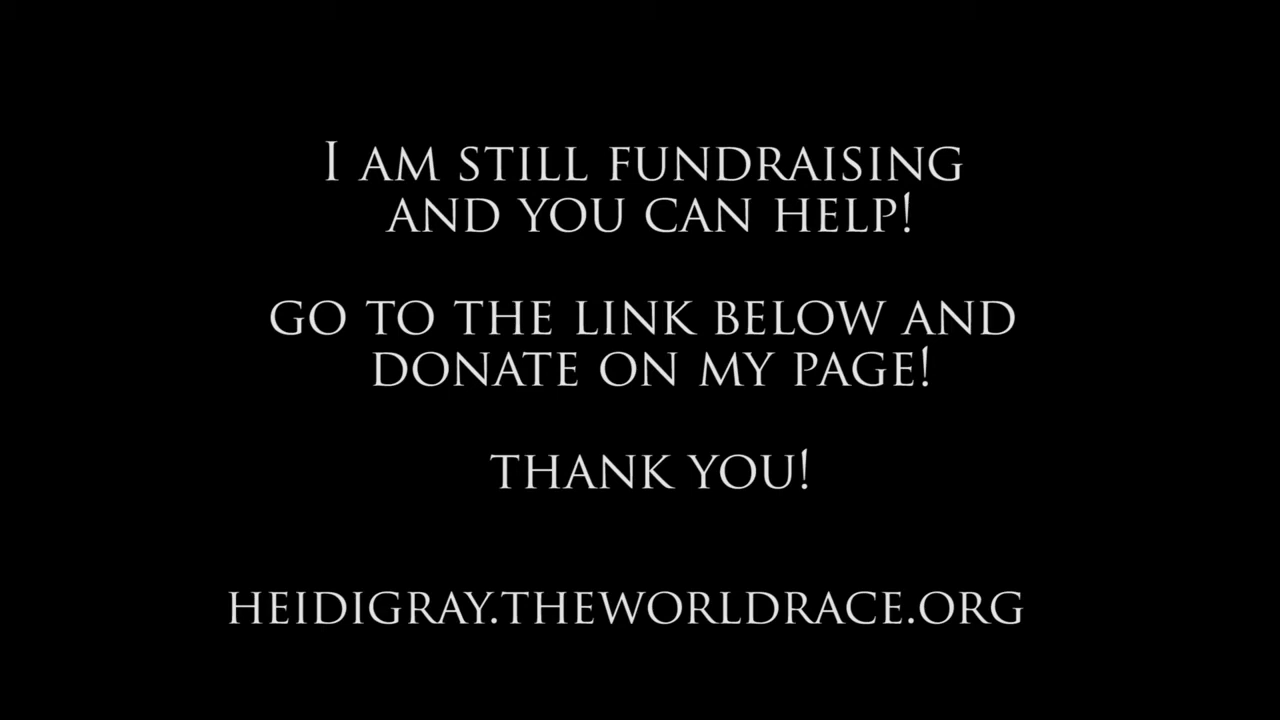 I AM STILL FUNDRAISING
AND YOU CAN HELP!
GO TO THE LINK BELOW AND
DONATE ON MY PAGE!
THANK YOU!
HEIDIGRAY.THEWORLDRACE.ORG